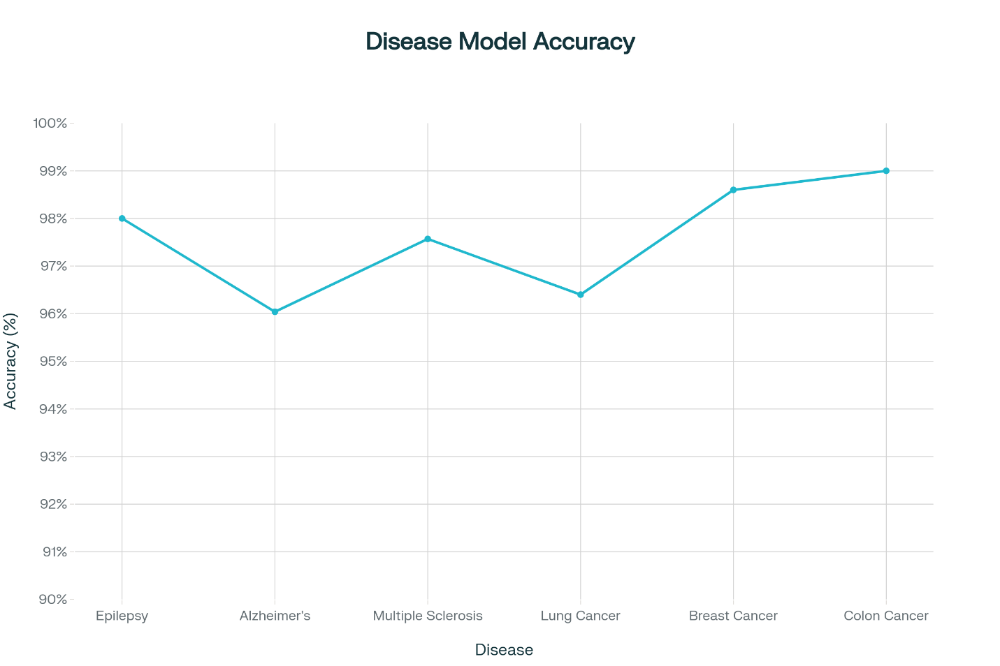 Disease Model Accuracy
100%
99%
98%
97%
96%
95%
94%
93%
92%
91%
90%
Accuracy (%)
Epilepsy
Alzheimer's
Multiple Sclerosis
Lung Cancer
Breast Cancer
Colon Cancer
Disease